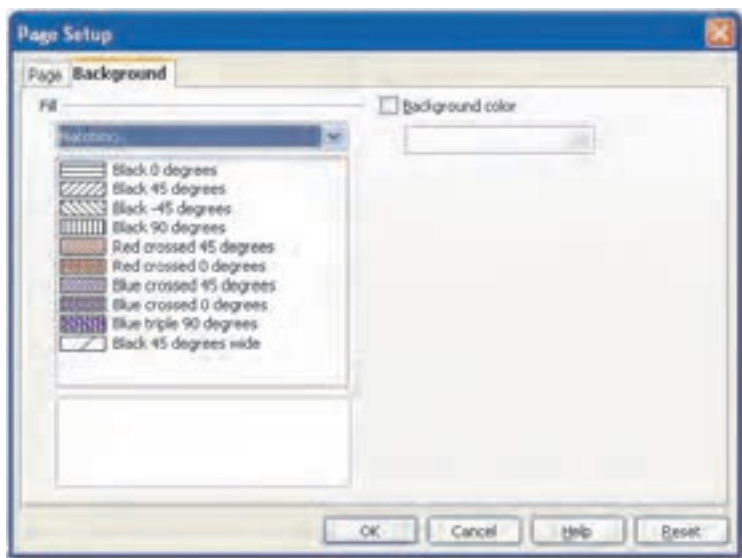 Page Setup
Page Background
Fill
Background color
Hatching
Black 0 degrees
Black 45 degrees
Black -45 degrees
Black 90 degrees
Red crossed 45 degrees
Red crossed 0 degrees
Blue crossed 45 degrees
Blue crossed 0 degrees
Blue triple 90 degrees
Black 45 degrees wide
OK Cancel Help Reset